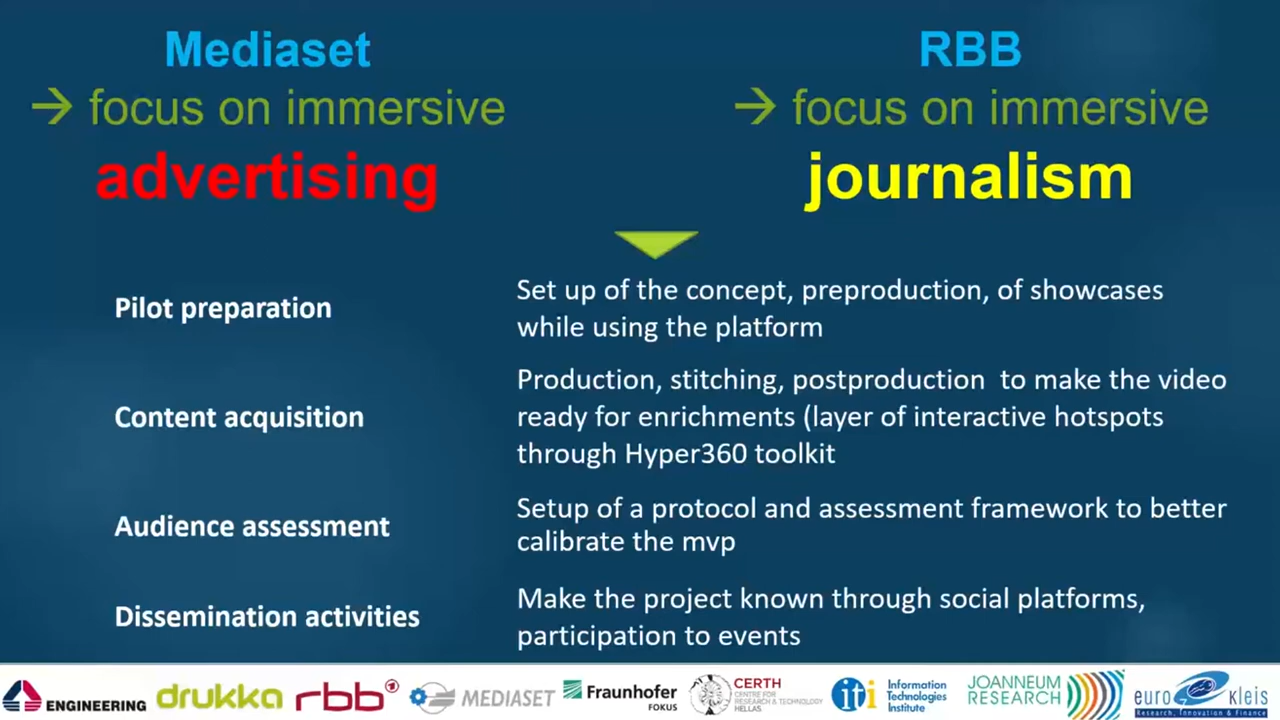 Mediaset
→ focus on immersive
advertising
RBB
→ focus on immersive
journalism
Pilot preparation
Set up of the concept, preproduction, of showcases
while using the platform
Content acquisition
Production, stitching, postproduction to make the video
ready for enrichments (layer of interactive hotspots
through Hyper360 toolkit
Audience assessment
Setup of a protocol and assessment framework to better
calibrate the mvp
Dissemination activities
Make the project known through social platforms,
participation to events
ENGINEERING
drukka
rbb
MEDIASET
Fraunhofer
FOKUS
CERTH
CENTRE FOR
RESEARCH & TECHNOLOGY
HELLAS
iti
Information
Technologies
Institute
JOANNEUM
RESEARCH
euro kleis
Research, Innovation & Finance